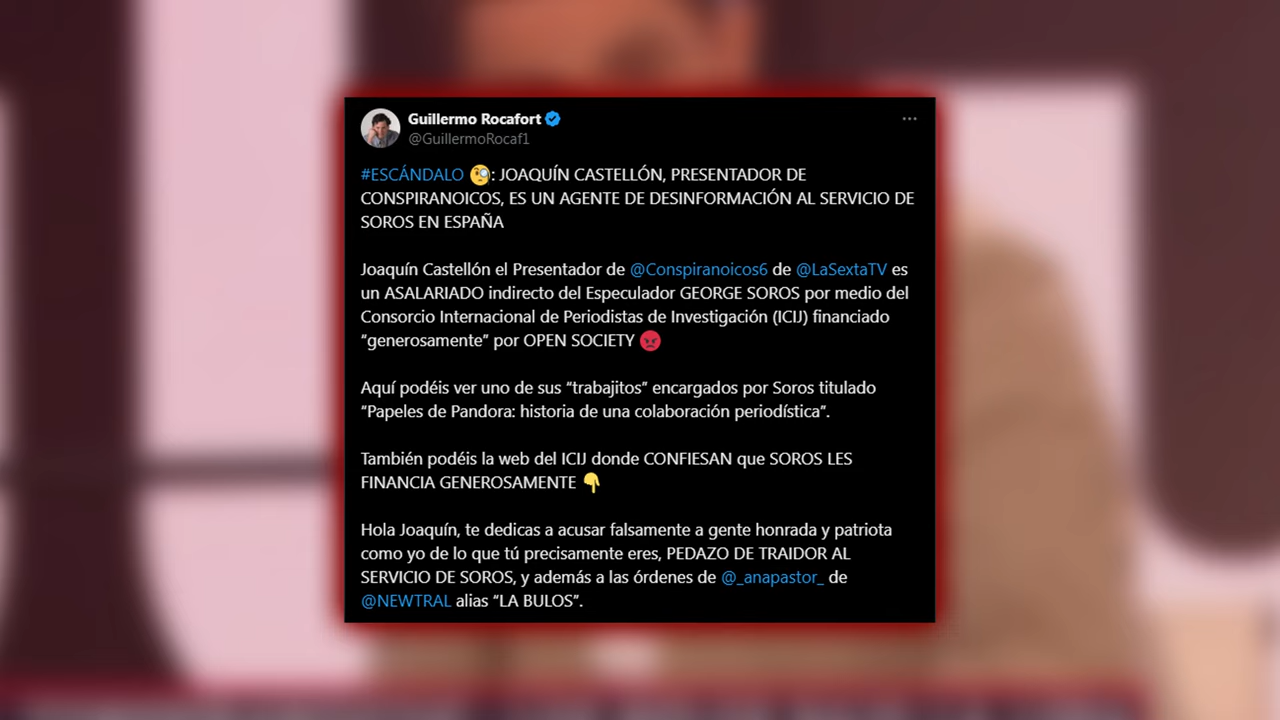 Guillermo Rocafort
@GuillermoRocaf1
#ESCÁNDALO 🧐: JOAQUÍN CASTELLÓN, PRESENTADOR DE
CONSPIRANOICOS, ES UN AGENTE DE DESINFORMACIÓN AL SERVICIO DE
SOROS EN ESPAÑA
Joaquín Castellón el Presentador de @Conspiranoicos6 de @LaSextaTV es
un ASALARIADO indirecto del Especulador GEORGE SOROS por medio del
Consorcio Internacional de Periodistas de Investigación (ICIJ) financiado
“generosamente” por OPEN SOCIETY 😡
Aquí podéis ver uno de sus “trabajitos” encargados por Soros titulado
“Papeles de Pandora: historia de una colaboración periodística”.
También podéis la web del ICIJ donde CONFIESAN que SOROS LES
FINANCIA GENEROSAMENTE 👇
Hola Joaquín, te dedicas a acusar falsamente a gente honrada y patriota
como yo de lo que tú precisamente eres, PEDAZO DE TRAIDOR AL
SERVICIO DE SOROS, y además a las órdenes de @_anapastor_ de
@NEWTRAL alias “LA BULOS”.